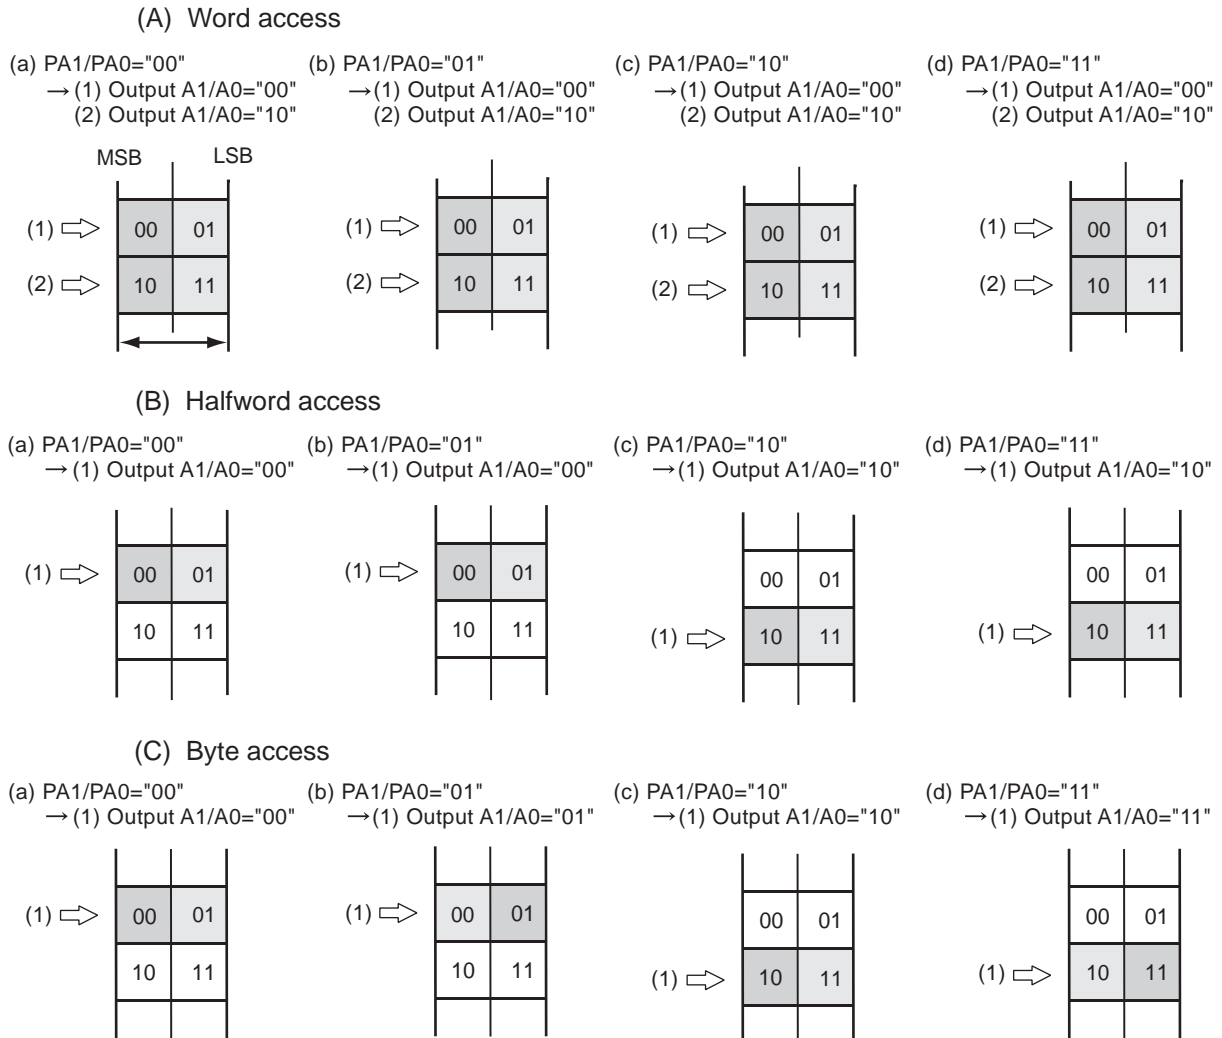 (A) Word access
(a) PA1/PA0="00"
→(1) Output A1/A0="00"
(2) Output A1/A0="10"
(b) PA1/PA0="01"
→(1) Output A1/A0="00"
(2) Output A1/A0="10"
(c) PA1/PA0="10"
→(1) Output A1/A0="00"
(2) Output A1/A0="10"
(d) PA1/PA0="11"
→(1) Output A1/A0="00"
(2) Output A1/A0="10"
MSB LSB
(1) 00 01
(2) 10 11
(1) 00 01
(2) 10 11
(1) 00 01
(2) 10 11
(1) 00 01
(2) 10 11
(B) Halfword access
(a) PA1/PA0="00"
→(1) Output A1/A0="00"
(b) PA1/PA0="01"
→(1) Output A1/A0="00"
(c) PA1/PA0="10"
→(1) Output A1/A0="10"
(d) PA1/PA0="11"
→(1) Output A1/A0="10"
(1) 00 01
10 11
(1) 00 01
10 11
00 01
(1) 10 11
00 01
(1) 10 11
(C) Byte access
(a) PA1/PA0="00"
→(1) Output A1/A0="00"
(b) PA1/PA0="01"
→(1) Output A1/A0="01"
(c) PA1/PA0="10"
→(1) Output A1/A0="10"
(d) PA1/PA0="11"
→(1) Output A1/A0="11"
(1) 00 01
10 11
(1) 00 01
10 11
00 01
(1) 10 11
00 01
(1) 10 11